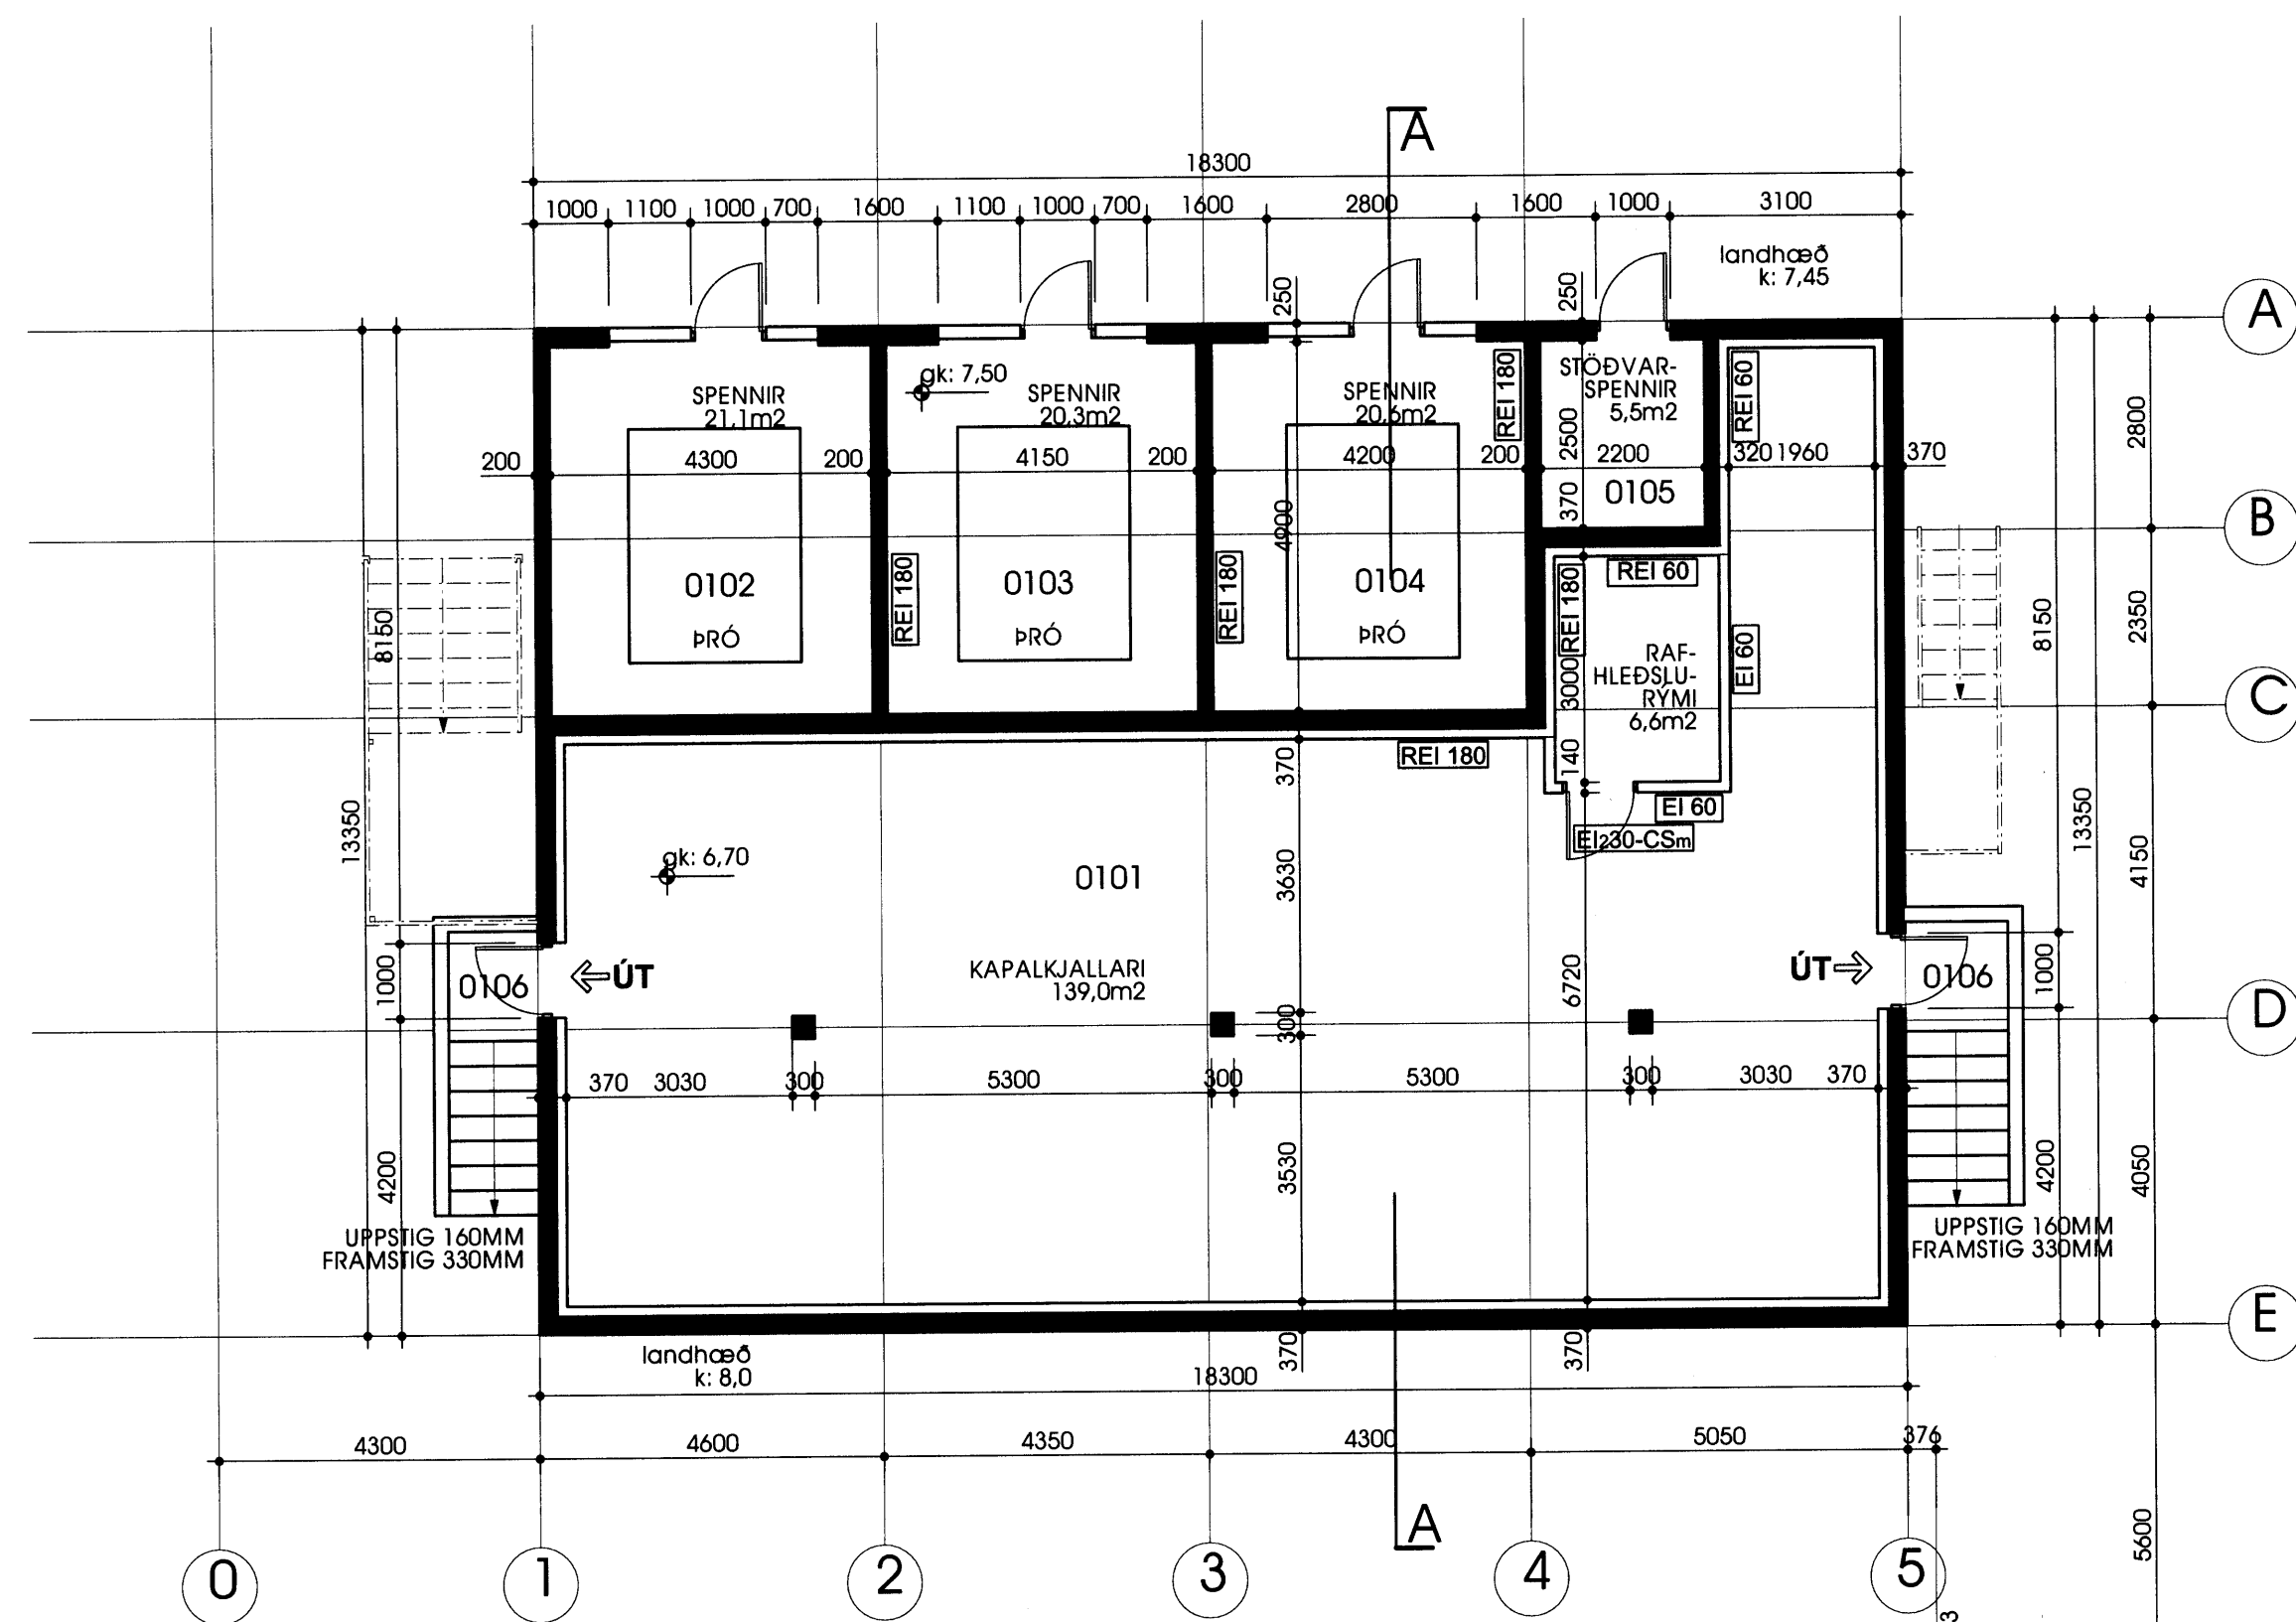 A
18300
1000 1100 1000 700 1600 1100 1000 700 1600 2800 1600 1000 3100
landhæð
k: 7,45
A
250
250
SPENNIR
21,1m2
gk: 7,50
SPENNIR
20,3m2
SPENNIR
20,6m2
REI 180
STÖÐVAR-
SPENNIR
5,5m2
REI 60
2800
200 4300 200 4150 200 4200 200 2500 2200 320 1960 370
370
0105
4900
B
0102
ÞRÓ
REI 180
0103
ÞRÓ
REI 180
0104
ÞRÓ
REI 180
REI 60
8150
8150
2350
RAF-
HLEÐSLU-
RÝMI
6,6m2
EI 60
3000
C
140
370
REI 180
EI 60
EI230-CSm
13350
13350
4150
gk: 6,70
0101
3630
KAPALKJALLARI
139,0m2
6720
0106
ÚT
ÚT
0106
1000
1000
D
300
370 3030 300 5300 300 5300 300 3030 370
4200
3530
4200
4050
UPPSTIG 160MM
FRAMSTIG 330MM
UPPSTIG 160MM
FRAMSTIG 330MM
E
landhæð
k: 8,0
370
370
18300
4300 4600 4350 4300 5050 376
A
5600
0 1 2 3 4 5
3